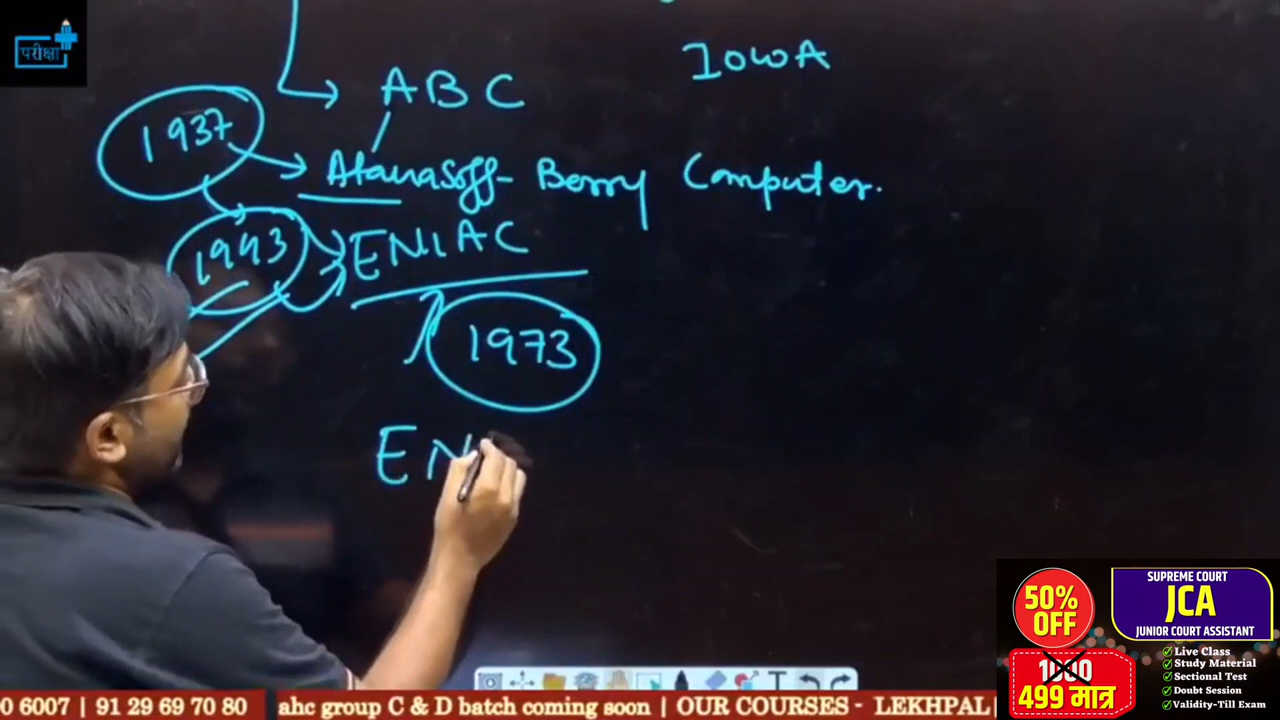 परीक्षा
IOWA
ABC
1937
Atanasoff- Berry Computer.
1943
ENIAC
1973
EN
50%
OFF
SUPREME COURT
JCA
JUNIOR COURT ASSISTANT
1000
499 मात्र
Live Class
Study Material
Sectional Test
Doubt Session
Validity-Till Exam
0 6007 | 91 29 69 70 80
ahc group C & D batch coming soon | OUR COURSES - LEKHPAL |